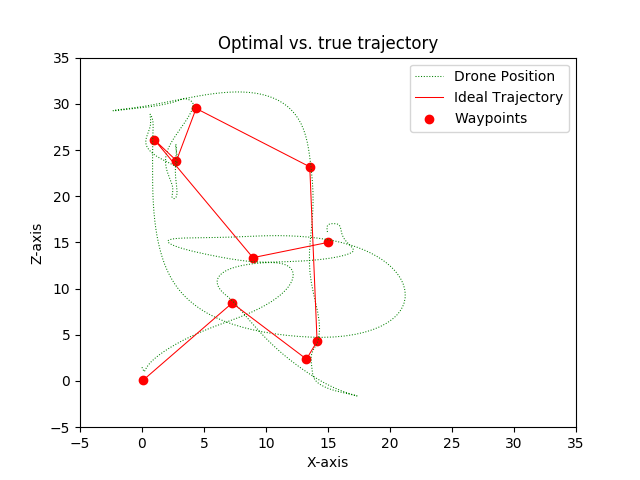 Optimal vs. true trajectory
Drone Position
Ideal Trajectory
Waypoints
35
30
25
20
15
10
5
0
−5
Z-axis
−5 0 5 10 15 20 25 30 35
X-axis